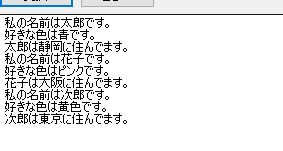 私の名前は太郎です。
好きな色は青です。
太郎は静岡に住んでます。
私の名前は花子です。
好きな色はピンクです。
花子は大阪に住んでます。
私の名前は次郎です。
好きな色は黄色です。
次郎は東京に住んでます。